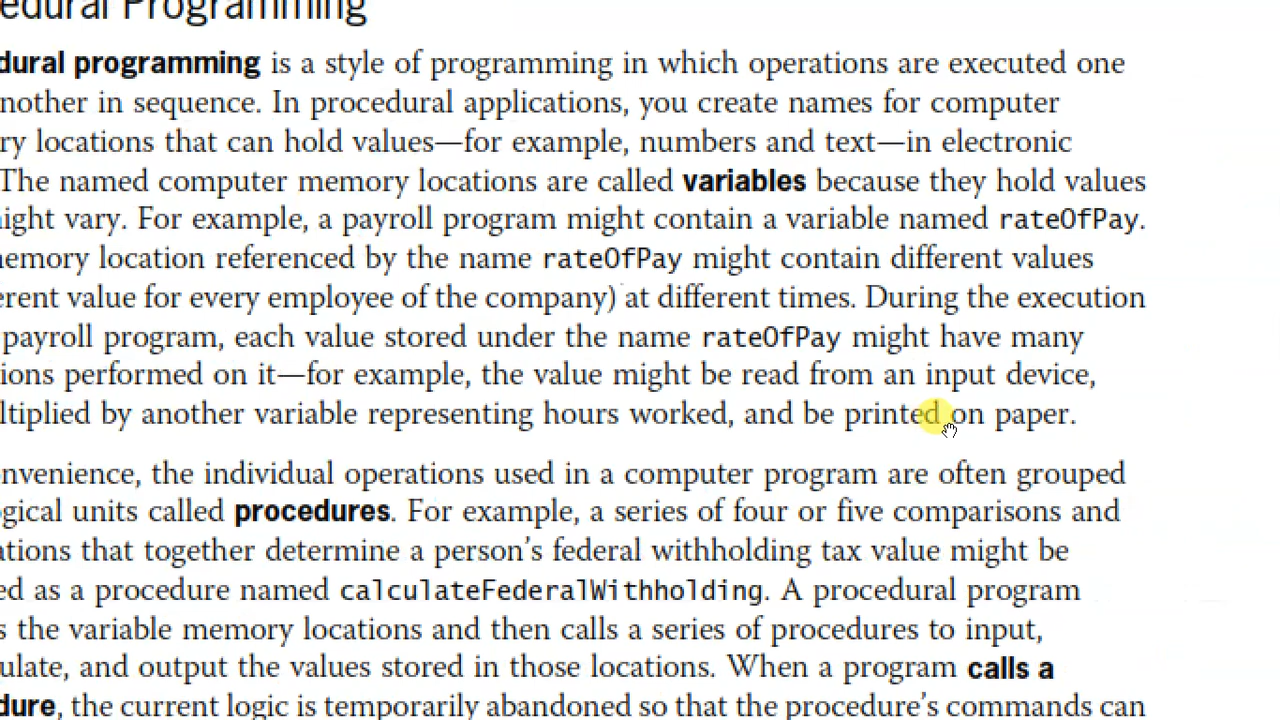 edural Programming
dural programming is a style of programming in which operations are executed one
nother in sequence. In procedural applications, you create names for computer
ry locations that can hold values—for example, numbers and text—in electronic
The named computer memory locations are called variables because they hold values
ight vary. For example, a payroll program might contain a variable named rateOfPay.
emory location referenced by the name rateOfPay might contain different values
erent value for every employee of the company) at different times. During the execution
payroll program, each value stored under the name rateOfPay might have many
ions performed on it—for example, the value might be read from an input device,
ltiplied by another variable representing hours worked, and be printed on paper.
onvenience, the individual operations used in a computer program are often grouped
gical units called procedures. For example, a series of four or five comparisons and
ations that together determine a person’s federal withholding tax value might be
ed as a procedure named calculateFederalWithholding. A procedural program
s the variable memory locations and then calls a series of procedures to input,
ulate, and output the values stored in those locations. When a program calls a
dure, the current logic is temporarily abandoned so that the procedure’s commands can